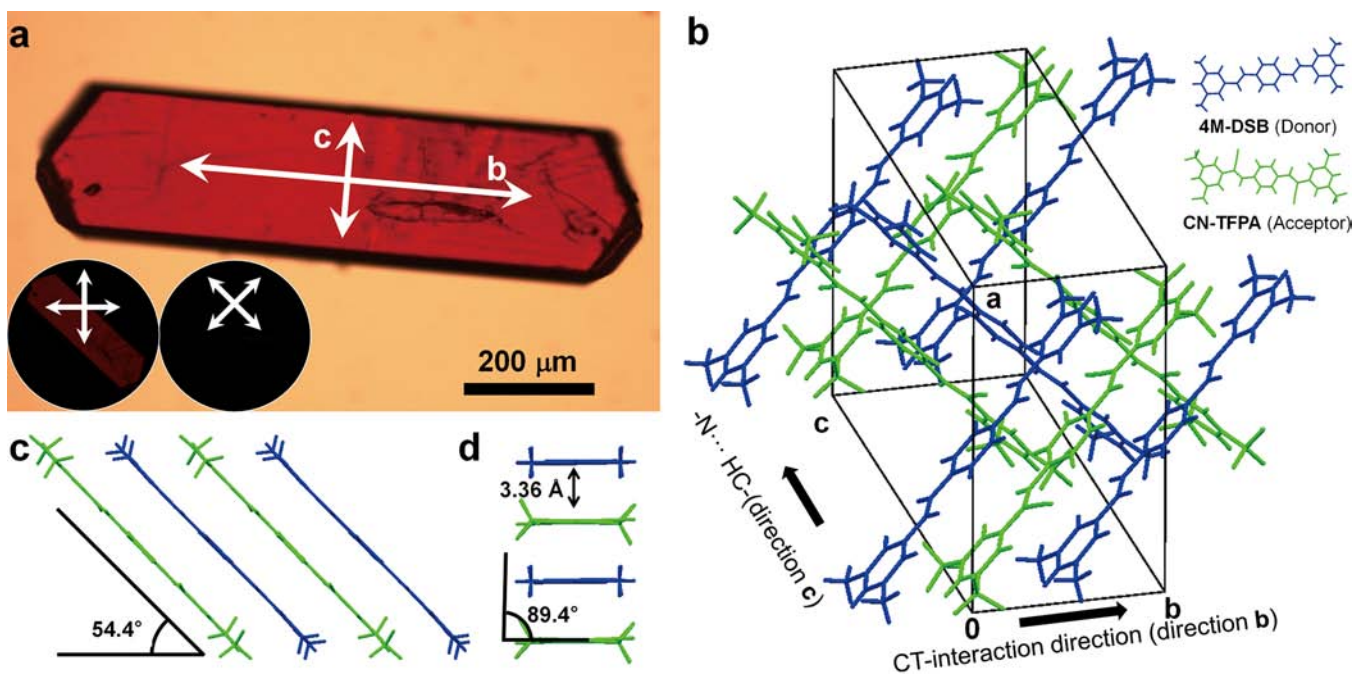 a
c
b
200 μm
c
54.4°
d
3.36 Å
89.4°
b
4M-DSB (Donor)
CN-TFPA (Acceptor)
a
c
-N···· HC-(direction c)
0
b
CT-interaction direction (direction b)